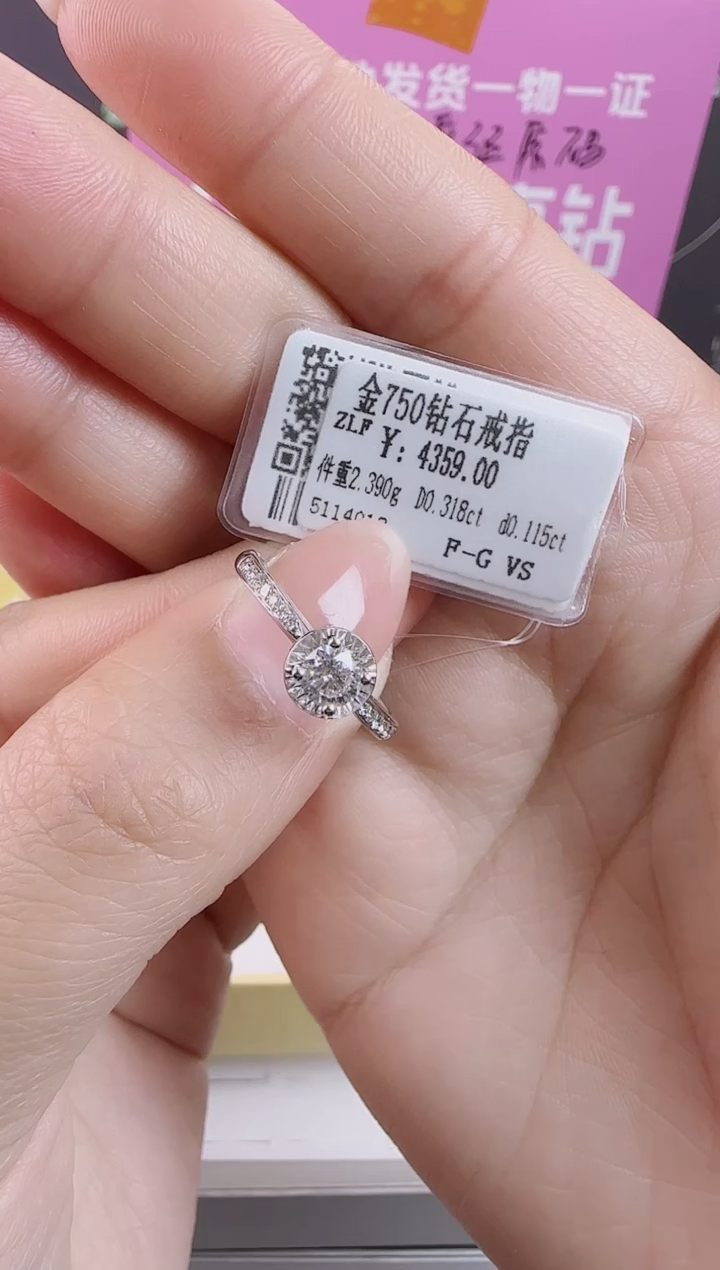 发货一物一证
钻
金750钻石戒指
ZLF ¥: 4359.00
件重2.390g D0.318ct d0.115ct
F-G VS